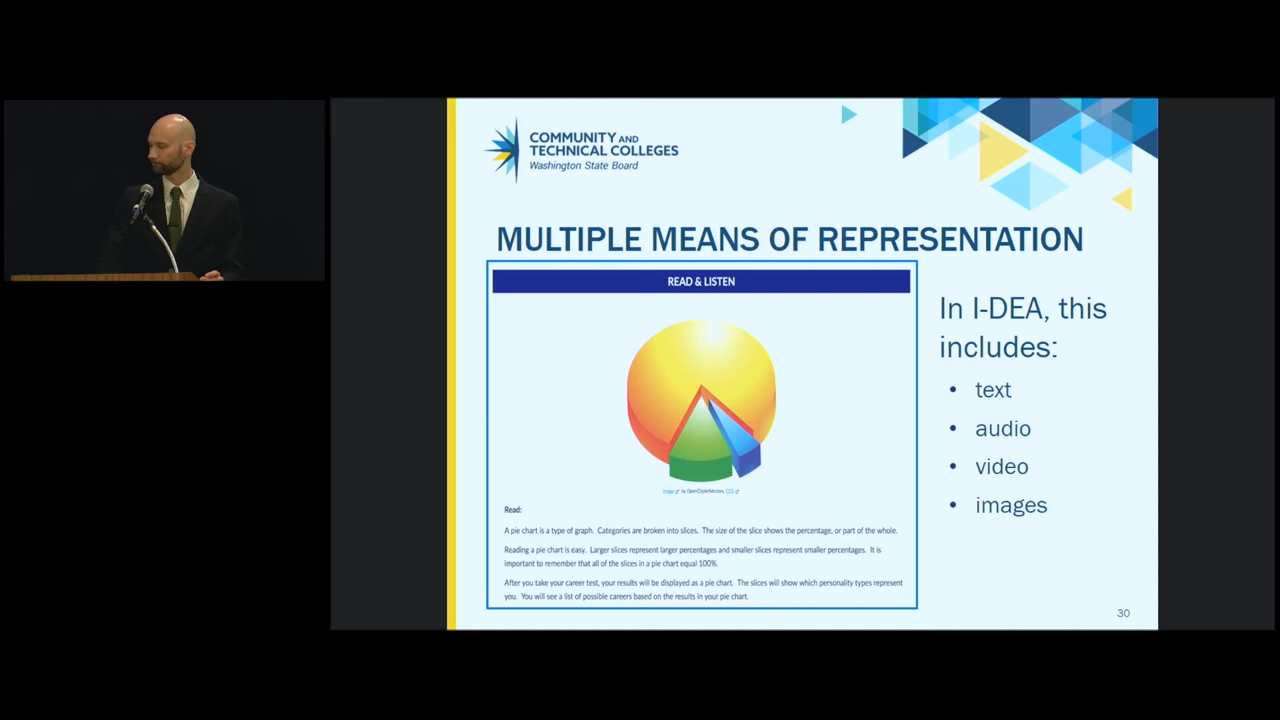 COMMUNITY AND
TECHNICAL COLLEGES
Washington State Board
MULTIPLE MEANS OF REPRESENTATION
READ & LISTEN
Image by OpenClipArtVectors, CC0
Read:
A pie chart is a type of graph. Categories are broken into slices. The size of the slice shows the percentage, or part of the whole.
Reading a pie chart is easy. Larger slices represent larger percentages and smaller slices represent smaller percentages. It is
important to remember that all of the slices in a pie chart equal 100%.
After you take your career test, your results will be displayed as a pie chart. The slices will show which personality types represent
you. You will see a list of possible careers based on the results in your pie chart.
In I-DEA, this
includes:
• text
• audio
• video
• images
30